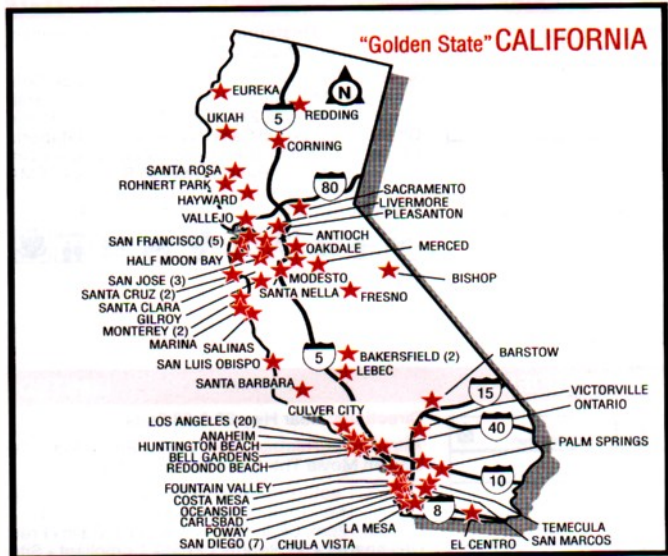 "Golden State" CALIFORNIA
N
EUREKA
5
REDDING
UKIAH
CORNING
SANTA ROSA
ROHNERT PARK
80
SACRAMENTO
HAYWARD
LIVERMORE
VALLEJO
PLEASANTON
SAN FRANCISCO (5)
ANTIOCH
OAKDALE
MERCED
HALF MOON BAY
BISHOP
SAN JOSE (3)
MODESTO
SANTA CRUZ (2)
SANTA NELLA
FRESNO
SANTA CLARA
GILROY
MONTEREY (2)
MARINA
SALINAS
5
BAKERSFIELD (2)
BARSTOW
SAN LUIS OBISPO
LEBEC
SANTA BARBARA
15
VICTORVILLE
ONTARIO
CULVER CITY
LOS ANGELES (20)
40
ANAHEIM
HUNTINGTON BEACH
PALM SPRINGS
BELL GARDENS
REDONDO BEACH
10
FOUNTAIN VALLEY
COSTA MESA
OCEANSIDE
8
CARLSBAD
POWAY
LA MESA
TEMECULA
SAN DIEGO (7)
CHULA VISTA
EL CENTRO
SAN MARCOS